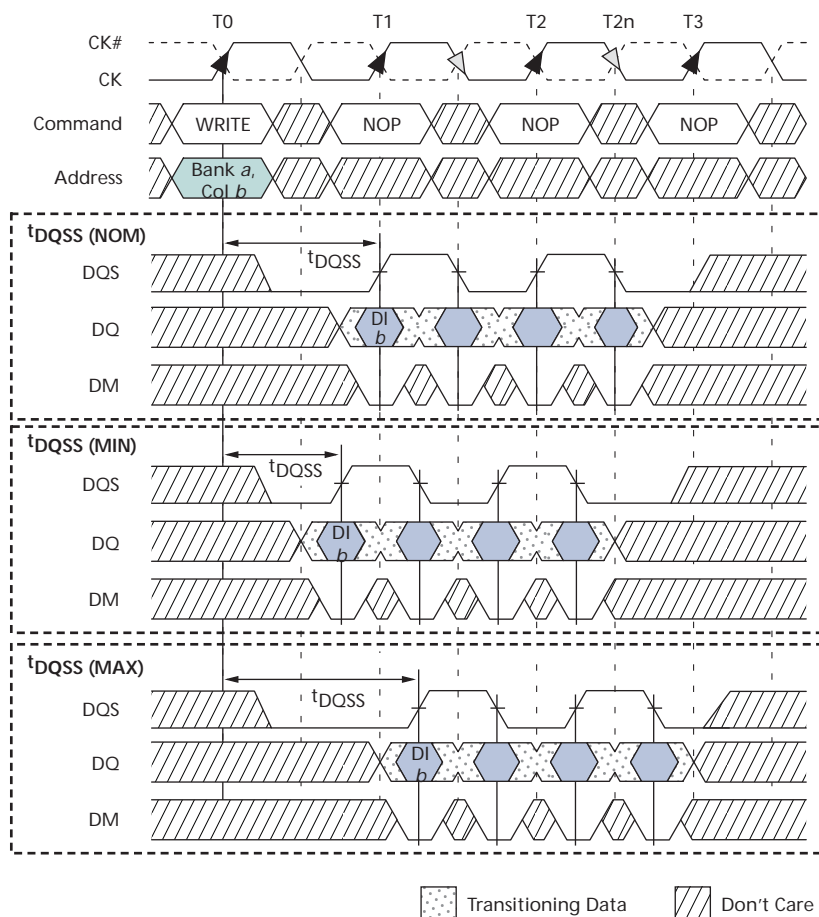 T0 T1 T2 T2n T3
CK#
CK
Command WRITE NOP NOP NOP
Address Bank a,
Col b
tDQSS (NOM)
tDQSS
DQS
DQ DI
b
DM
tDQSS (MIN)
tDQSS
DQS
DQ DI
b
DM
tDQSS (MAX)
tDQSS
DQS
DQ DI
b
DM
Transitioning Data Don't Care